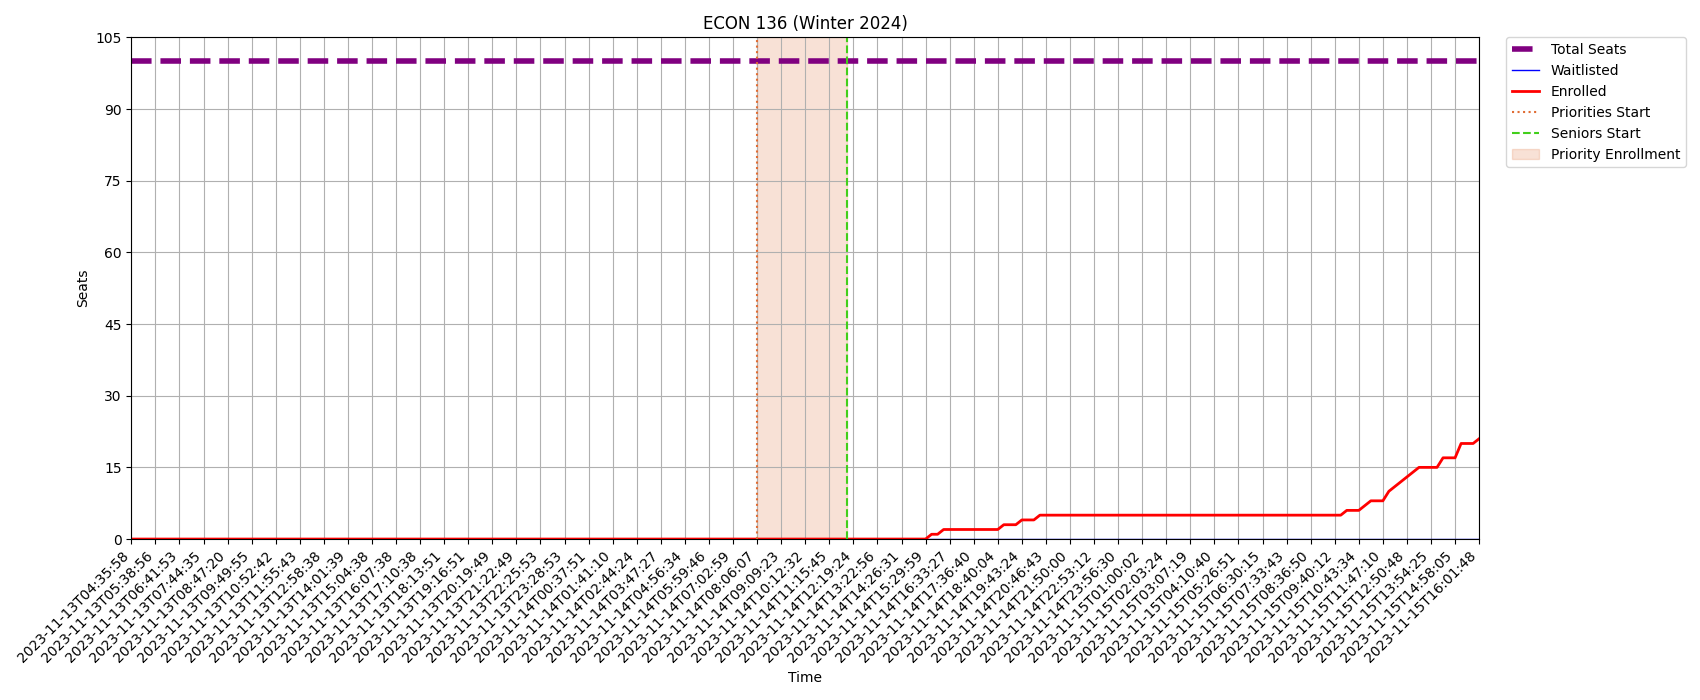 ECON 136 (Winter 2024)
105
90
75
60
45
30
15
0
Seats
2023-11-13T04:35:58
2023-11-13T05:38:56
2023-11-13T06:41:53
2023-11-13T07:44:35
2023-11-13T08:47:20
2023-11-13T09:49:55
2023-11-13T10:52:42
2023-11-13T11:55:43
2023-11-13T12:58:38
2023-11-13T14:01:39
2023-11-13T15:04:38
2023-11-13T16:07:38
2023-11-13T17:10:38
2023-11-13T18:13:51
2023-11-13T19:16:51
2023-11-13T20:19:49
2023-11-13T21:22:49
2023-11-13T22:25:53
2023-11-13T23:28:53
2023-11-14T00:37:51
2023-11-14T01:41:10
2023-11-14T02:44:24
2023-11-14T03:47:27
2023-11-14T04:56:34
2023-11-14T05:59:46
2023-11-14T07:02:59
2023-11-14T08:06:07
2023-11-14T09:09:23
2023-11-14T10:12:32
2023-11-14T11:15:45
2023-11-14T12:19:24
2023-11-14T13:22:56
2023-11-14T14:26:31
2023-11-14T15:29:59
2023-11-14T16:33:27
2023-11-14T17:36:40
2023-11-14T18:40:04
2023-11-14T19:43:24
2023-11-14T20:46:43
2023-11-14T21:50:00
2023-11-14T22:53:12
2023-11-14T23:56:30
2023-11-15T01:00:02
2023-11-15T02:03:24
2023-11-15T03:07:19
2023-11-15T04:10:40
2023-11-15T05:26:51
2023-11-15T06:30:15
2023-11-15T07:33:43
2023-11-15T08:36:50
2023-11-15T09:40:12
2023-11-15T10:43:34
2023-11-15T11:47:10
2023-11-15T12:50:48
2023-11-15T13:54:25
2023-11-15T14:58:05
2023-11-15T16:01:48
Time
Total Seats
Waitlisted
Enrolled
Priorities Start
Seniors Start
Priority Enrollment